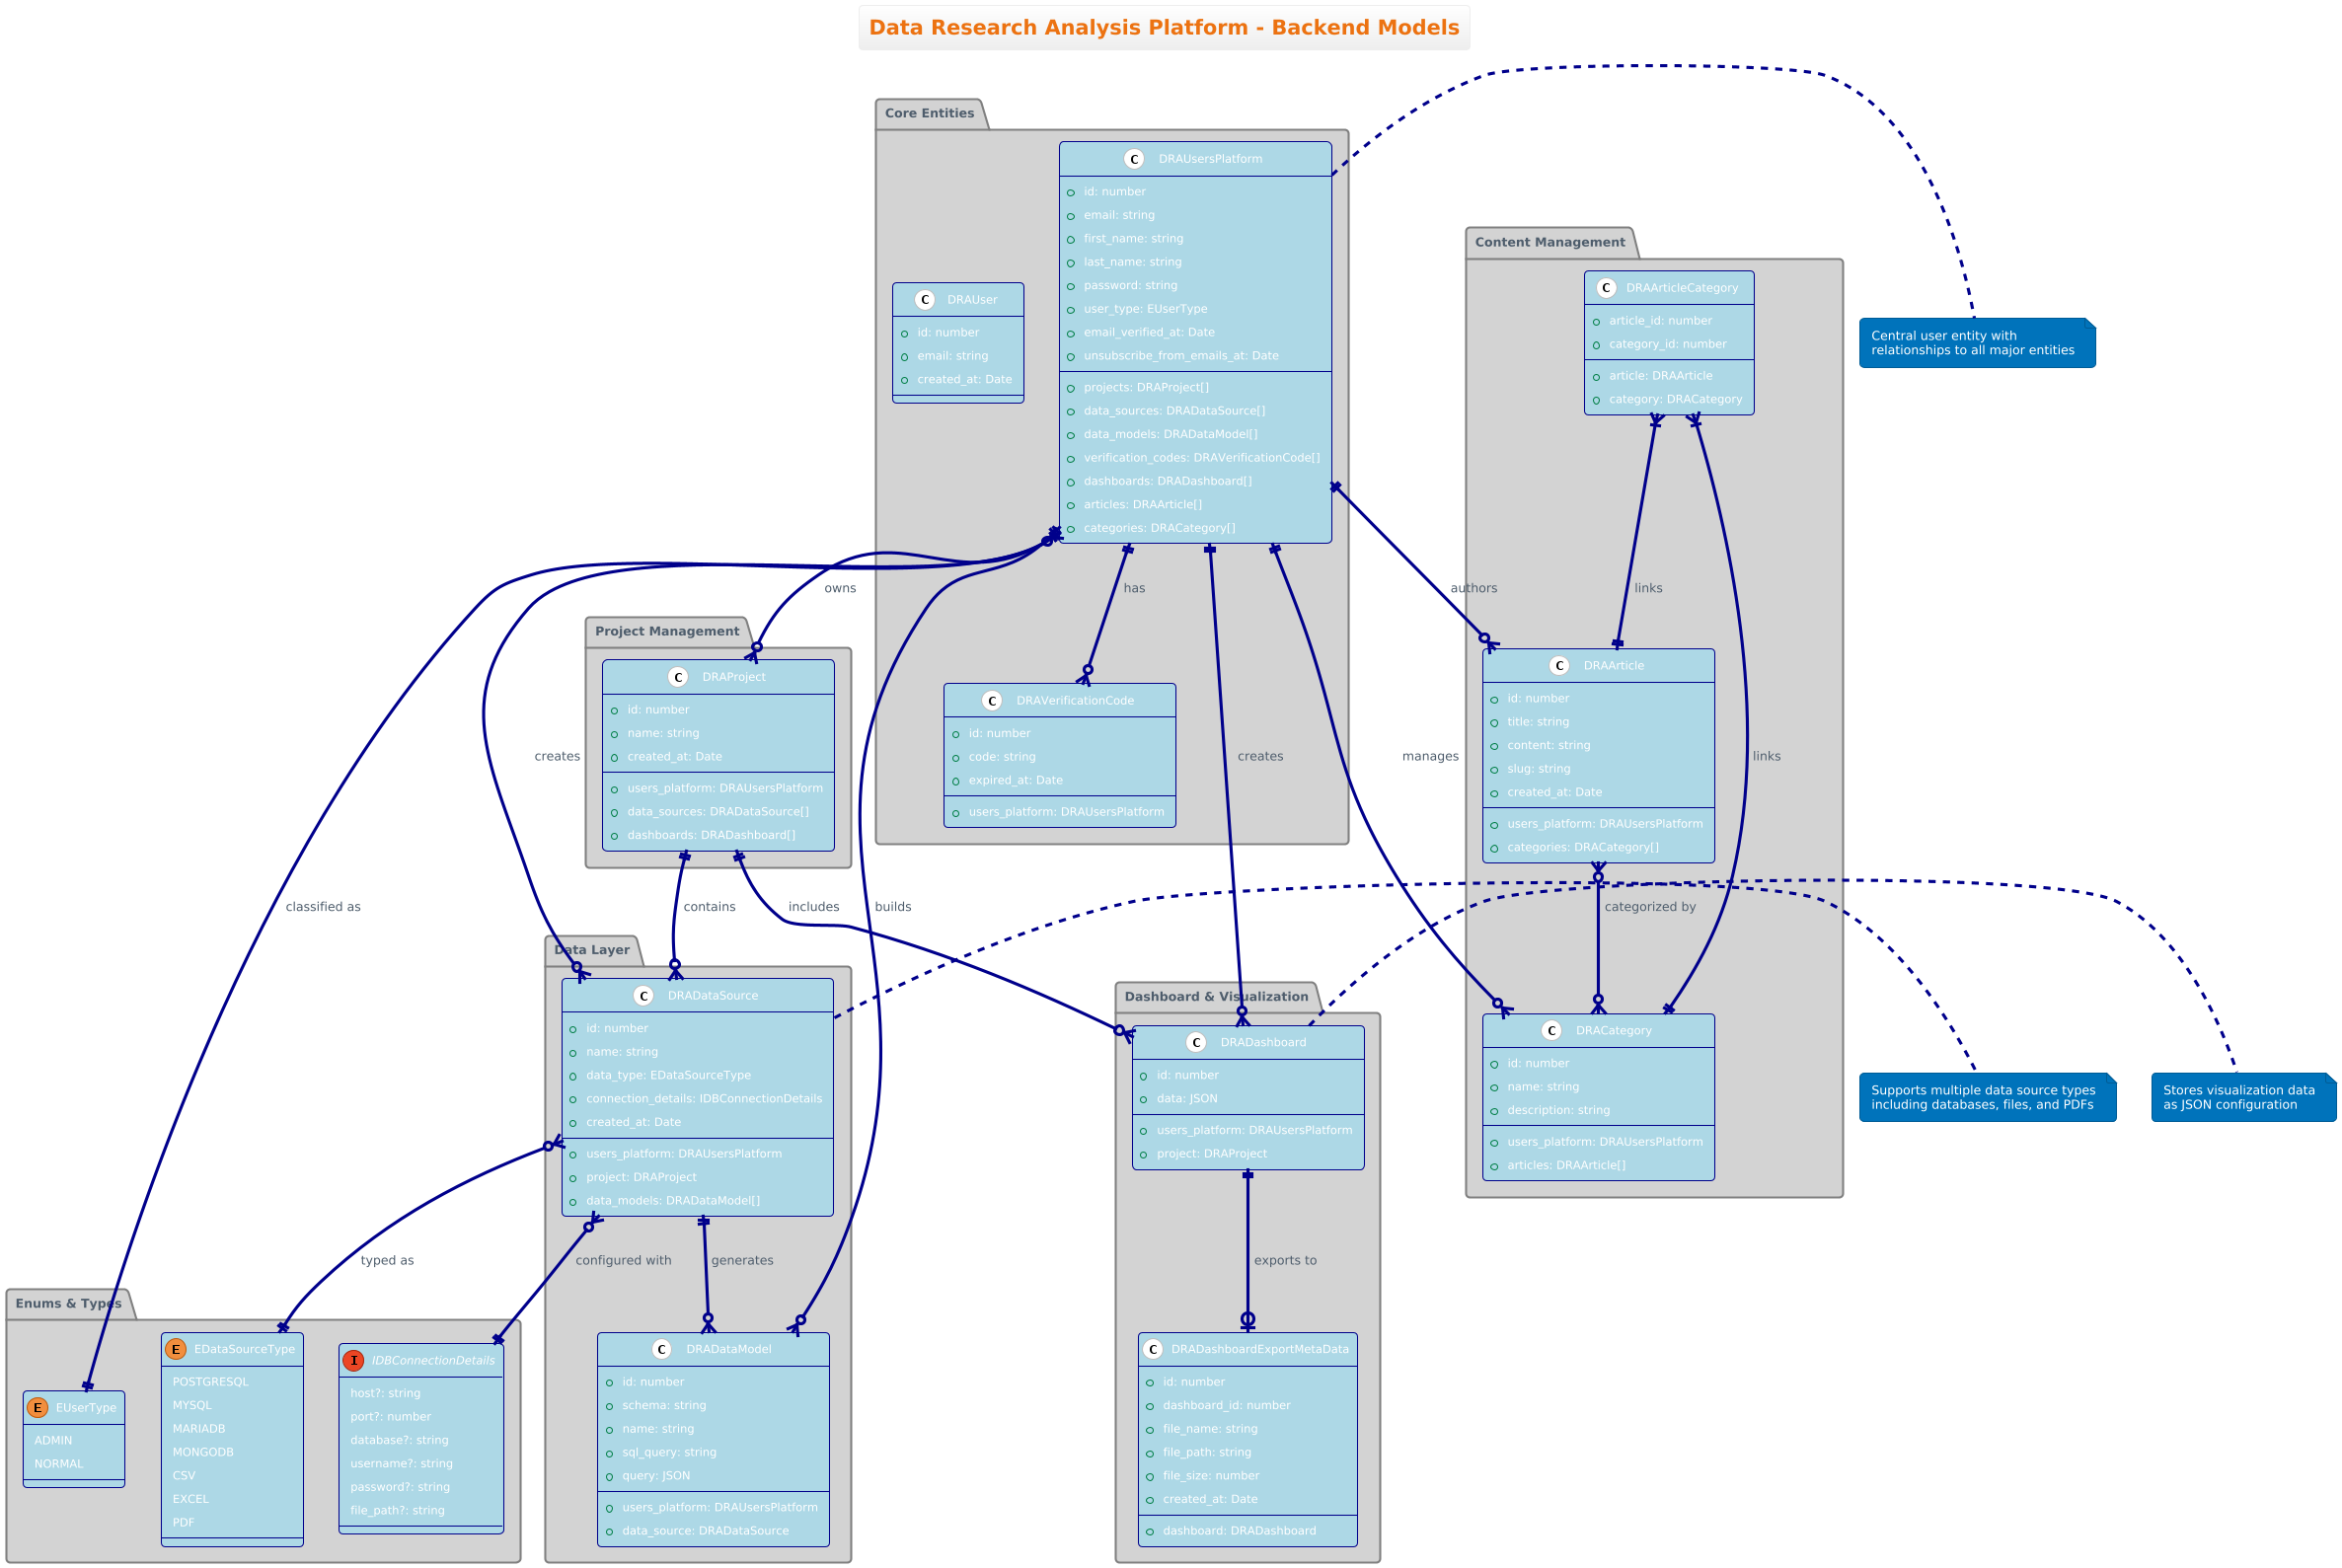 Data Research Analysis Platform - Backend Models
Core Entities
C DRAUsersPlatform
id: number
email: string
first_name: string
last_name: string
password: string
user_type: EUserType
email_verified_at: Date
unsubscribe_from_emails_at: Date
projects: DRAProject[]
data_sources: DRADataSource[]
data_models: DRADataModel[]
verification_codes: DRAVerificationCode[]
dashboards: DRADashboard[]
articles: DRAArticle[]
categories: DRACategory[]
C DRAUser
id: number
email: string
created_at: Date
Content Management
C DRAArticleCategory
article_id: number
category_id: number
article: DRAArticle
category: DRACategory
Central user entity with
relationships to all major entities
owns
has
authors
links
Project Management
C DRAProject
id: number
name: string
created_at: Date
users_platform: DRAUsersPlatform
data_sources: DRADataSource[]
dashboards: DRADashboard[]
C DRAVerificationCode
id: number
code: string
expired_at: Date
users_platform: DRAUsersPlatform
C DRAArticle
id: number
title: string
content: string
slug: string
created_at: Date
users_platform: DRAUsersPlatform
categories: DRACategory[]
creates
creates
manages
links
classified as
contains
includes
builds
categorized by
Data Layer
C DRADataSource
id: number
name: string
data_type: EDataSourceType
connection_details: IDBConnectionDetails
created_at: Date
users_platform: DRAUsersPlatform
project: DRAProject
data_models: DRADataModel[]
Dashboard & Visualization
C DRADashboard
id: number
data: JSON
users_platform: DRAUsersPlatform
project: DRAProject
C DRACategory
id: number
name: string
description: string
users_platform: DRAUsersPlatform
articles: DRAArticle[]
Supports multiple data source types
including databases, files, and PDFs
Stores visualization data
as JSON configuration
typed as
configured with
generates
exports to
Enums & Types
E EUserType
ADMIN
NORMAL
E EDataSourceType
POSTGRESQL
MYSQL
MARIADB
MONGODB
CSV
EXCEL
PDF
I IDBConnectionDetails
host?: string
port?: number
database?: string
username?: string
password?: string
file_path?: string
C DRADataModel
id: number
schema: string
name: string
sql_query: string
query: JSON
users_platform: DRAUsersPlatform
data_source: DRADataSource
C DRADashboardExportMetaData
id: number
dashboard_id: number
file_name: string
file_path: string
file_size: number
created_at: Date
dashboard: DRADashboard